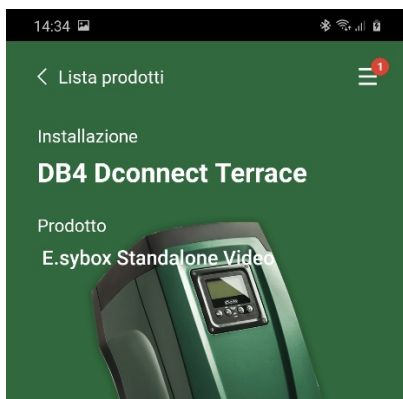 14:34
Lista prodotti
1
Installazione
DB4 Dconnect Terrace
Prodotto
E.sybox Standalone Video